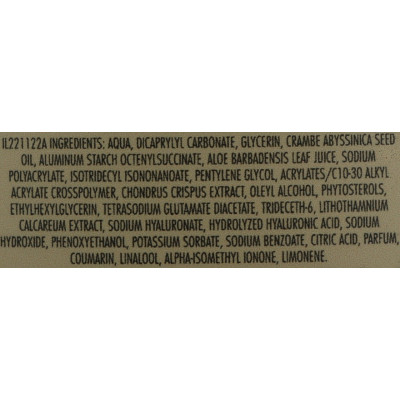 IL221122A INGREDIENTS: AQUA, DICAPRYLYL CARBONATE, GLYCERIN, CRAMBE ABYSSINICA SEED
OIL, ALUMINUM STARCH OCTENYLSUCCINATE, ALOE BARBADENSIS LEAF JUICE, SODIUM
POLYACRYLATE, ISOTRIDECYL ISONONANOATE, PENTYLENE GLYCOL, ACRYLATES/C10-30 ALKYL
ACRYLATE CROSSPOLYMER, CHONDRUS CRISPUS EXTRACT, OLEYL ALCOHOL, PHYTOSTEROLS,
ETHYLHEXYLGLYCERIN, TETRASODIUM GLUTAMATE DIACETATE, TRIDECETH-6, LITHOTHAMNIUM
CALCAREUM EXTRACT, SODIUM HYALURONATE, HYDROLYZED HYALURONIC ACID, SODIUM
HYDROXIDE, PHENOXYETHANOL, POTASSIUM SORBATE, SODIUM BENZOATE, CITRIC ACID, PARFUM,
COUMARIN, LINALOOL, ALPHA-ISOMETHYL IONONE, LIMONENE.